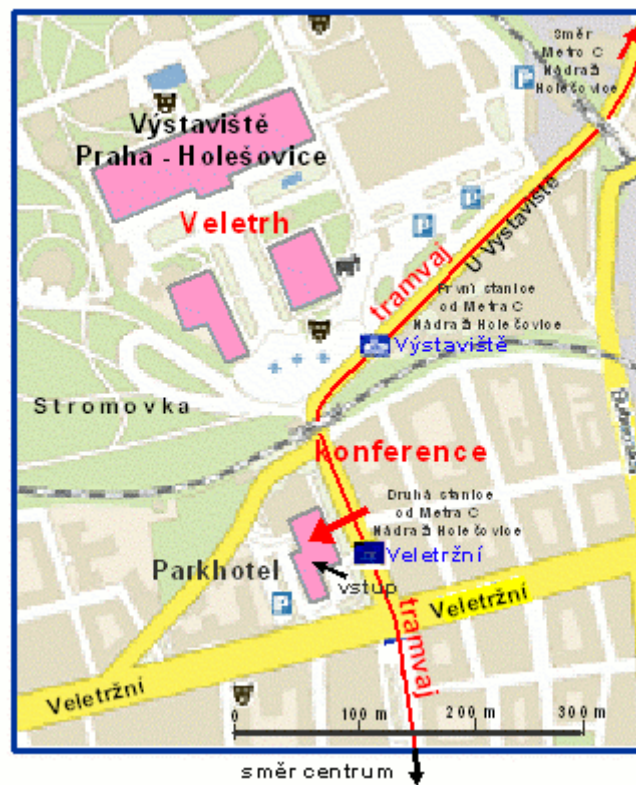 Směr
Metro C
Nádraží
Holešovice
Výstaviště
Praha - Holešovice
Veletrh
P
P
P
tramvaj
U Výstaviště
První stanice
od Metra C
Nádraží Holešovice
Výstaviště
Stromovka
konference
Druhá stanice
od Metra C
Nádraží Holešovice
Veletržní
Parkhotel
vstup
P
tramvaj
Veletržní
Veletržní
0 100 m 200 m 300 m
směr centrum